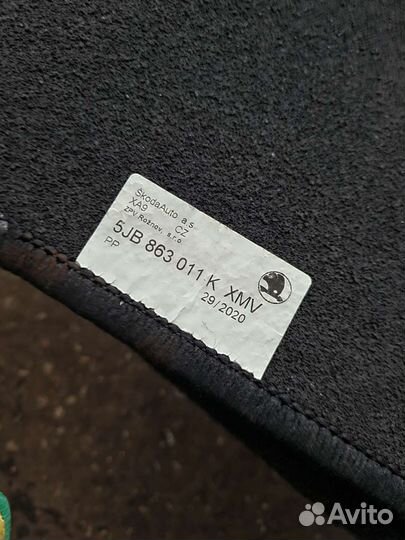 ŠkodaAuto a.s
XA9 CZ
ZPV Rožnov, s.r.o
5JB 863 011 K XMV
PP 29/2020
Avito